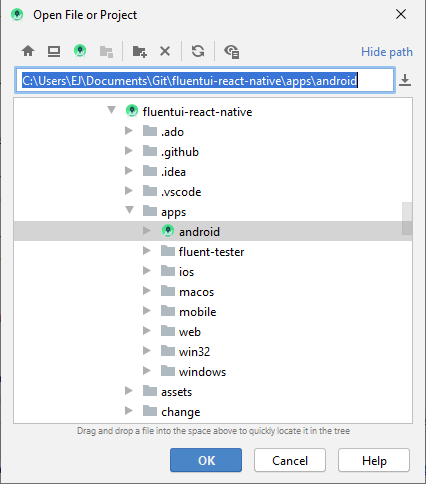 Open File or Project
Hide path
C:\Users\EJ\Documents\Git\fluentui-react-native\apps\android
fluentui-react-native
.ado
.github
.idea
.vscode
apps
android
fluent-tester
ios
macos
mobile
web
win32
windows
assets
change
Drag and drop a file into the space above to quickly locate it in the tree
OK
Cancel
Help